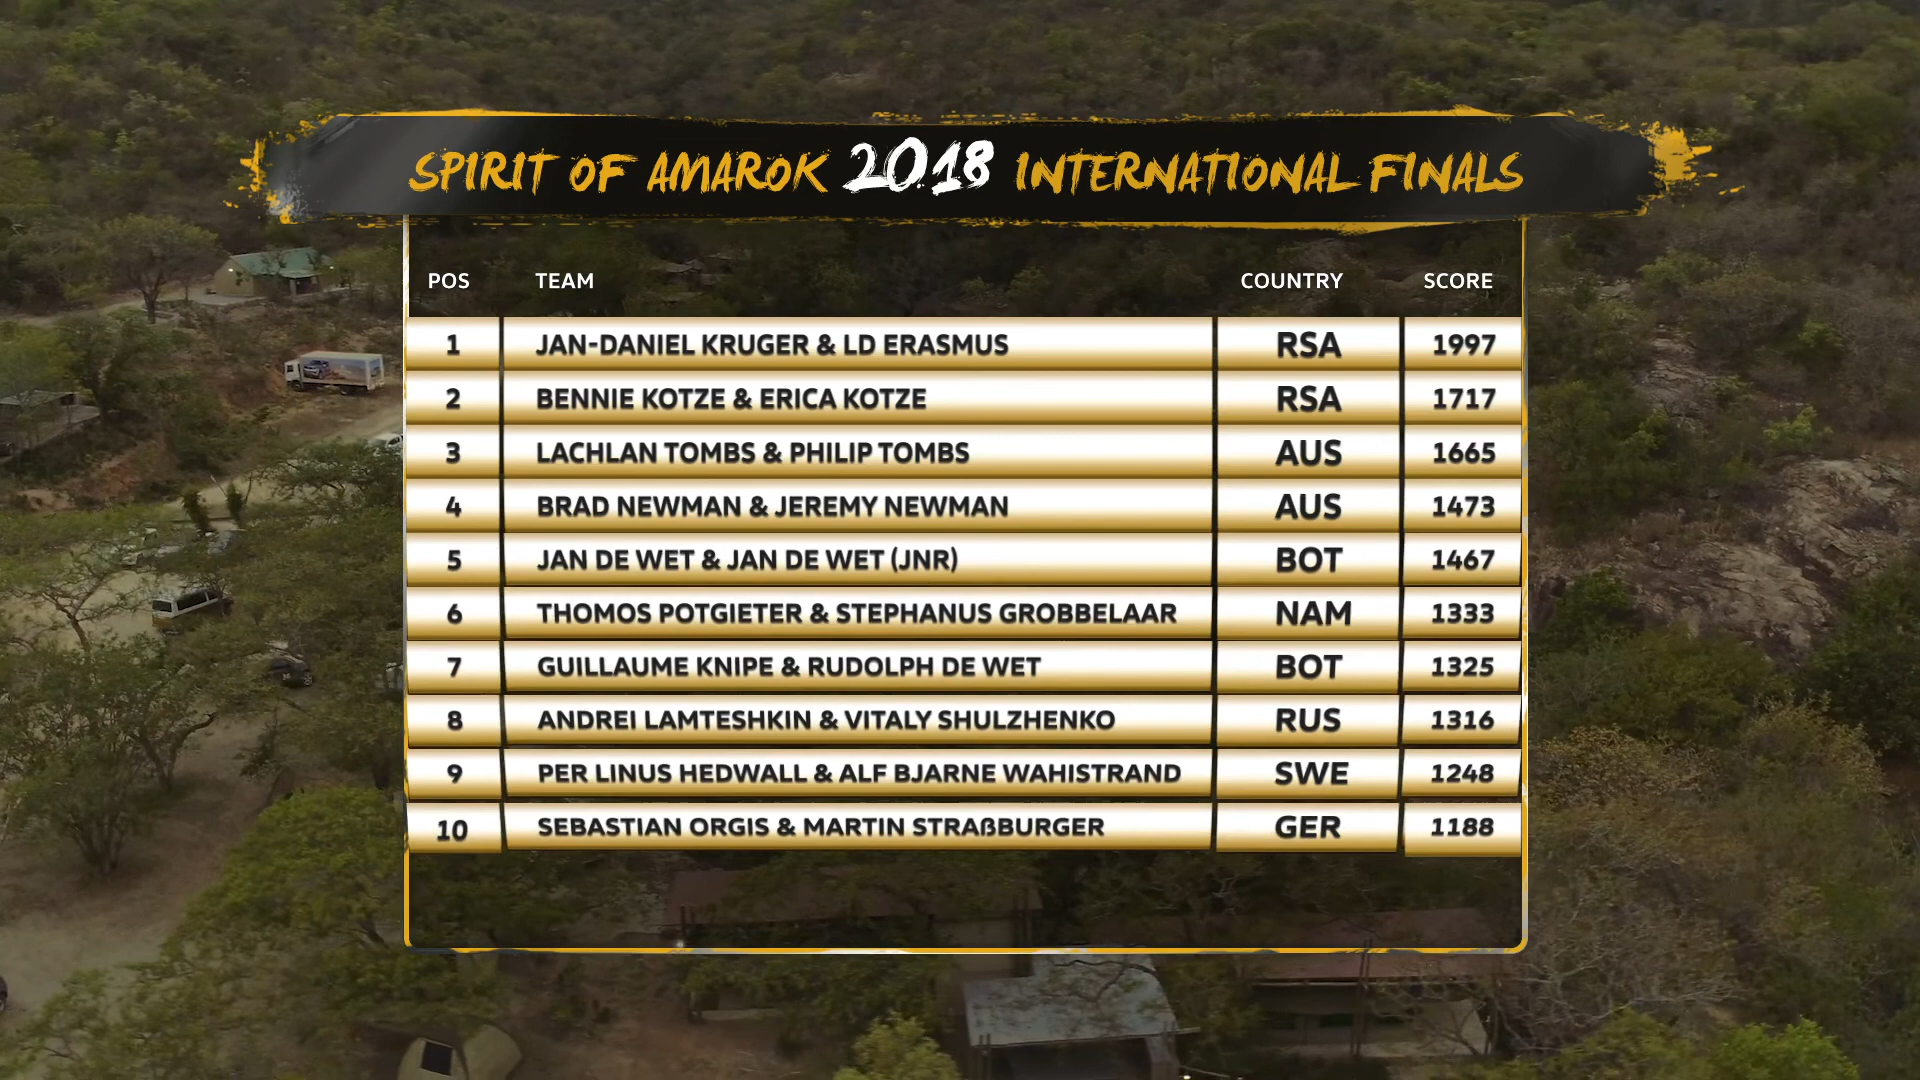 SPIRIT OF AMAROK 2018 INTERNATIONAL FINALS
POS TEAM COUNTRY SCORE
1 JAN-DANIEL KRUGER & LD ERASMUS RSA 1997
2 BENNIE KOTZE & ERICA KOTZE RSA 1717
3 LACHLAN TOMBS & PHILIP TOMBS AUS 1665
4 BRAD NEWMAN & JEREMY NEWMAN AUS 1473
5 JAN DE WET & JAN DE WET (JNR) BOT 1467
6 THOMOS POTGIETER & STEPHANUS GROBBELAAR NAM 1333
7 GUILLAUME KNIPE & RUDOLPH DE WET BOT 1325
8 ANDREI LAMTESHKIN & VITALY SHULZHENKO RUS 1316
9 PER LINUS HEDWALL & ALF BJARNE WAHISTRAND SWE 1248
10 SEBASTIAN ORGIS & MARTIN STRAßBURGER GER 1188